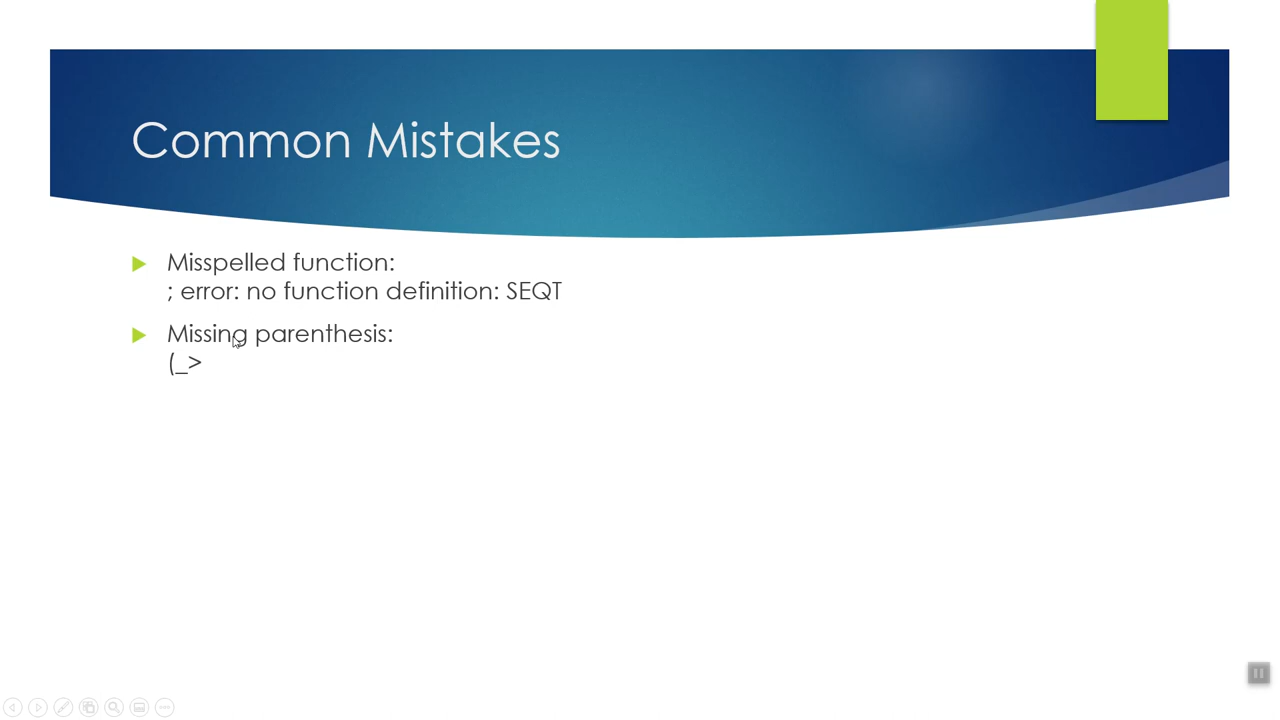 Common Mistakes
Misspelled function:
; error: no function definition: SEQT
Missing parenthesis:
(_>